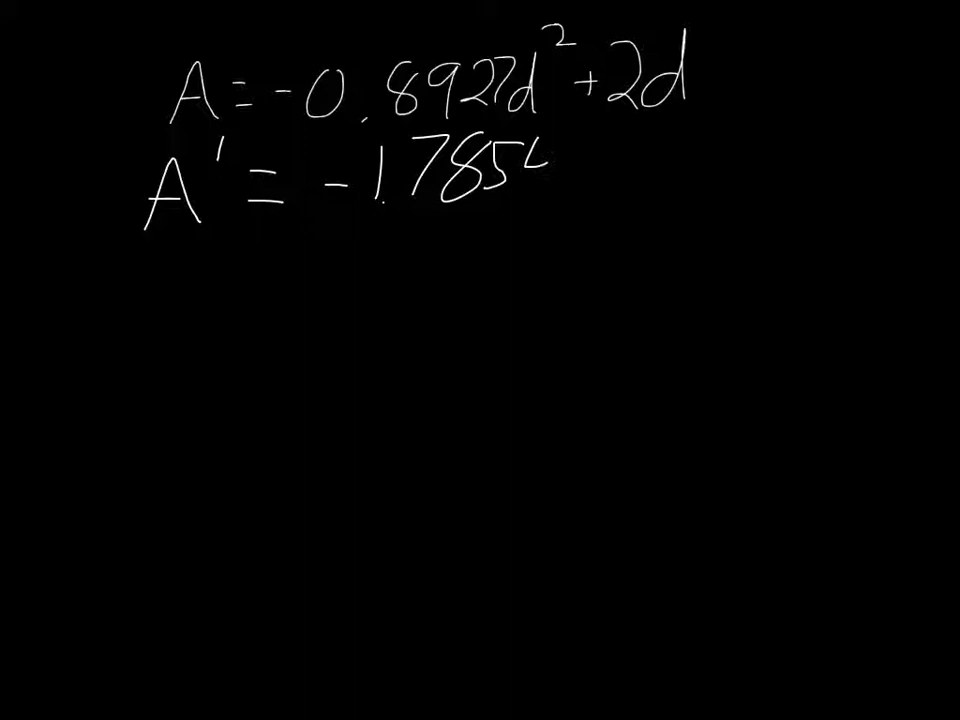 A = -0.8927d² + 2d
A' = -1.785